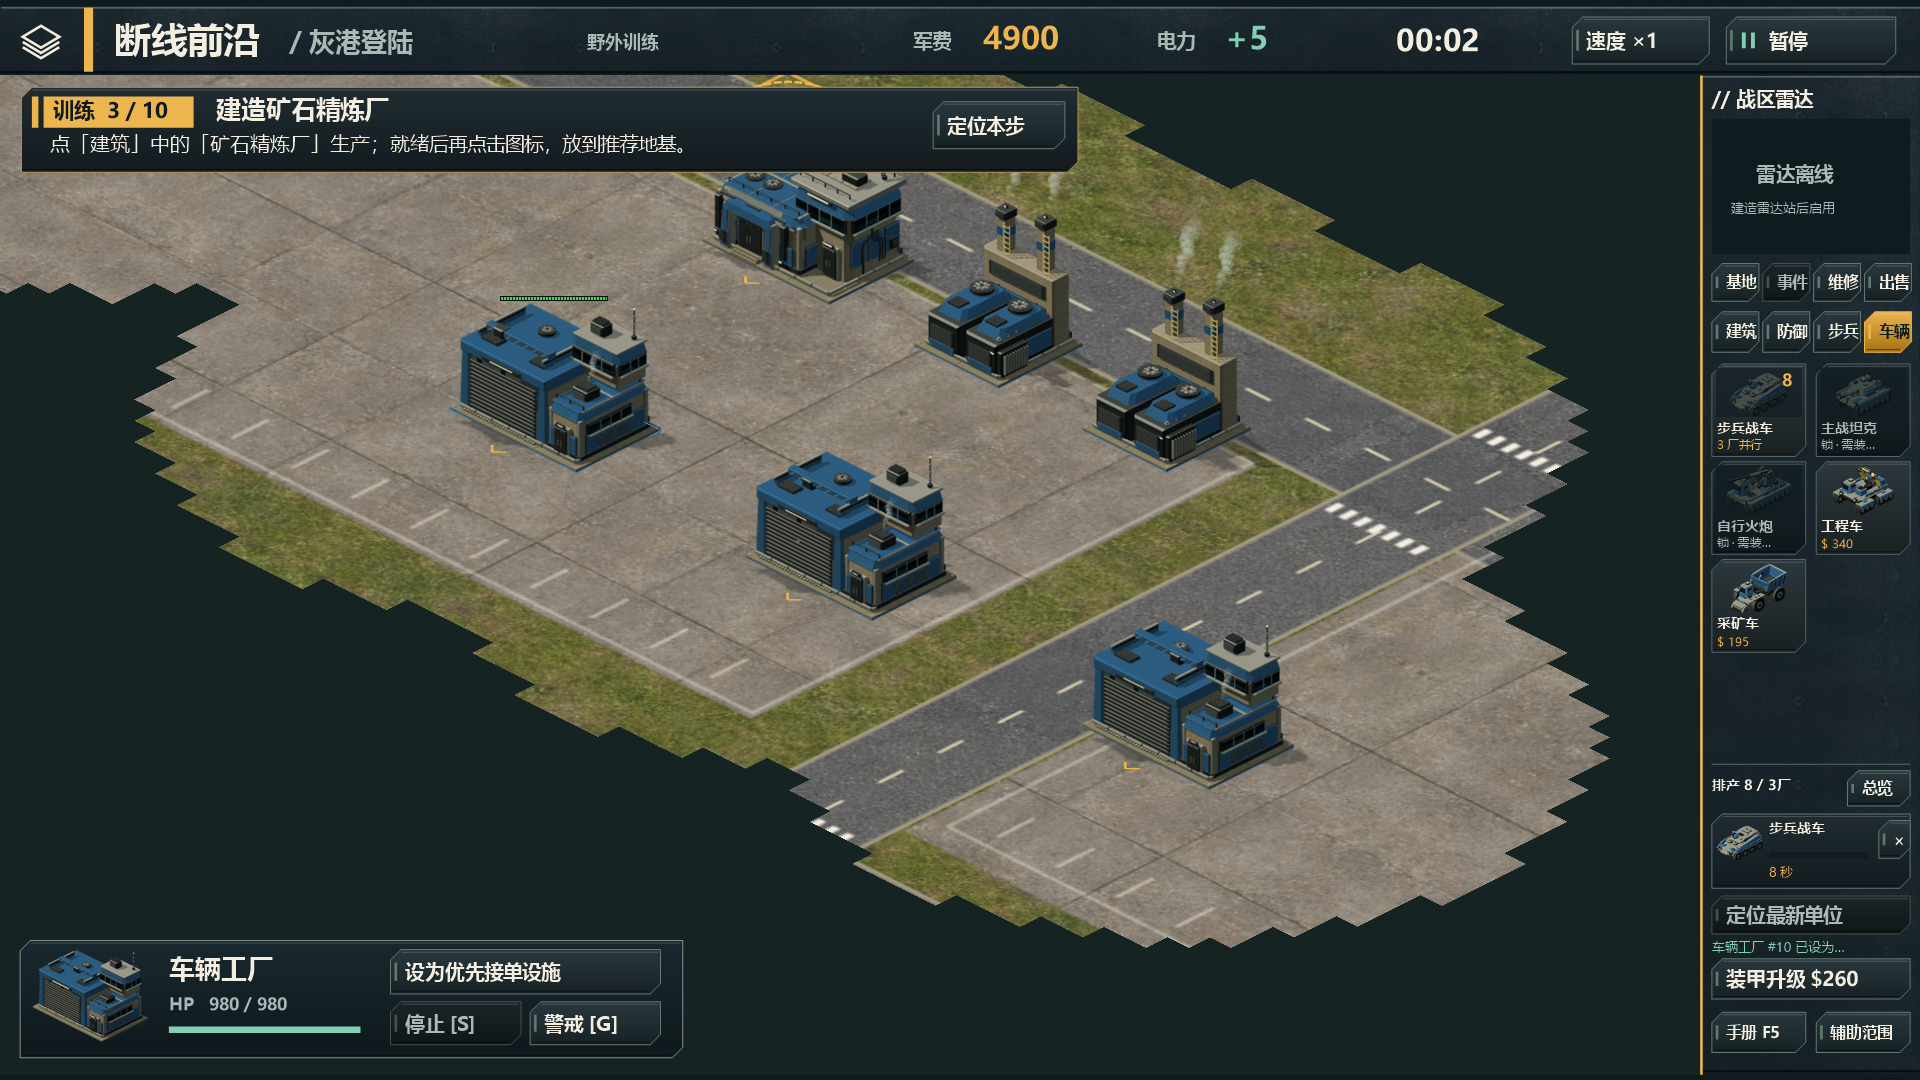 断线前沿 / 灰港登陆 野外训练 军费 4900 电力 +5 00:02 速度 ×1 暂停
训练 3 / 10 建造矿石精炼厂
点「建筑」中的「矿石精炼厂」生产；就绪后再点击图标，放到推荐地基。
定位本步
// 战区雷达
雷达离线
建造雷达站后启用
基地 事件 维修 出售
建筑 防御 步兵 车辆
8
步兵战车
3 厂并行
主战坦克
锁 · 需装...
自行火炮
锁 · 需装...
工程车
$ 340
采矿车
$ 195
排产 8 / 3厂 总览
步兵战车
×
8 秒
定位最新单位
车辆工厂 #10 已设为...
装甲升级 $260
手册 F5 辅助范围
车辆工厂
HP 980 / 980
设为优先接单设施
停止 [S] 警戒 [G]